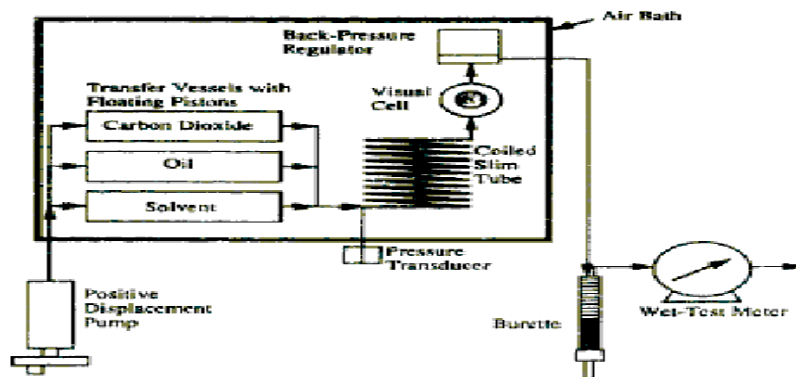 Air Bath
Back-Pressure
Regulator
Transfer Vessels with
Floating Pistons
Visual
Cell
Carbon Dioxide
Oil
Solvent
Coiled
Slim
Tube
Pressure
Transducer
Positive
Displacement
Pump
Burette
Wet-Test Meter